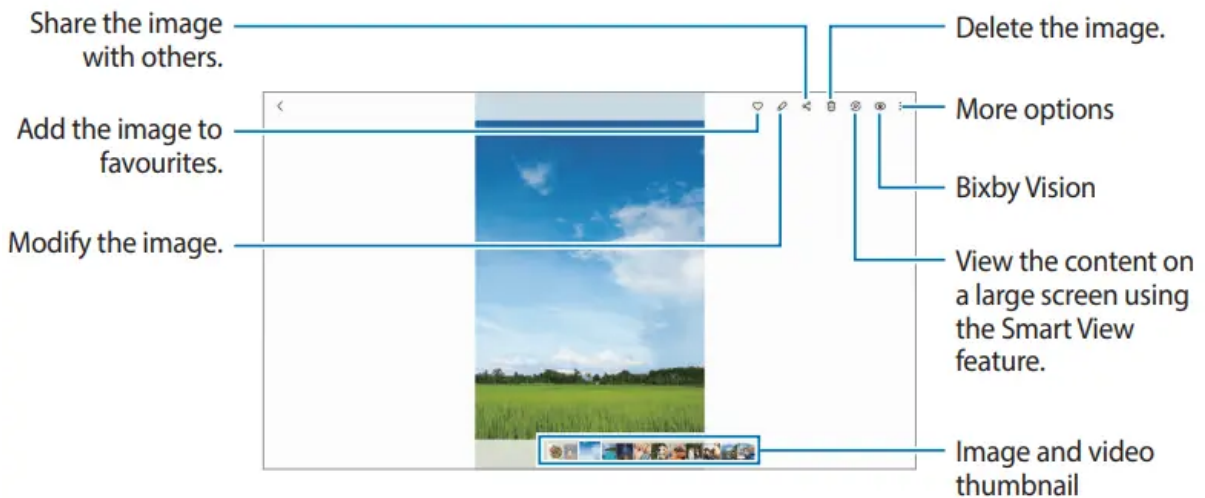 Share the image
with others.
Add the image to
favourites.
Modify the image.
Delete the image.
More options
Bixby Vision
View the content on
a large screen using
the Smart View
feature.
Image and video
thumbnail